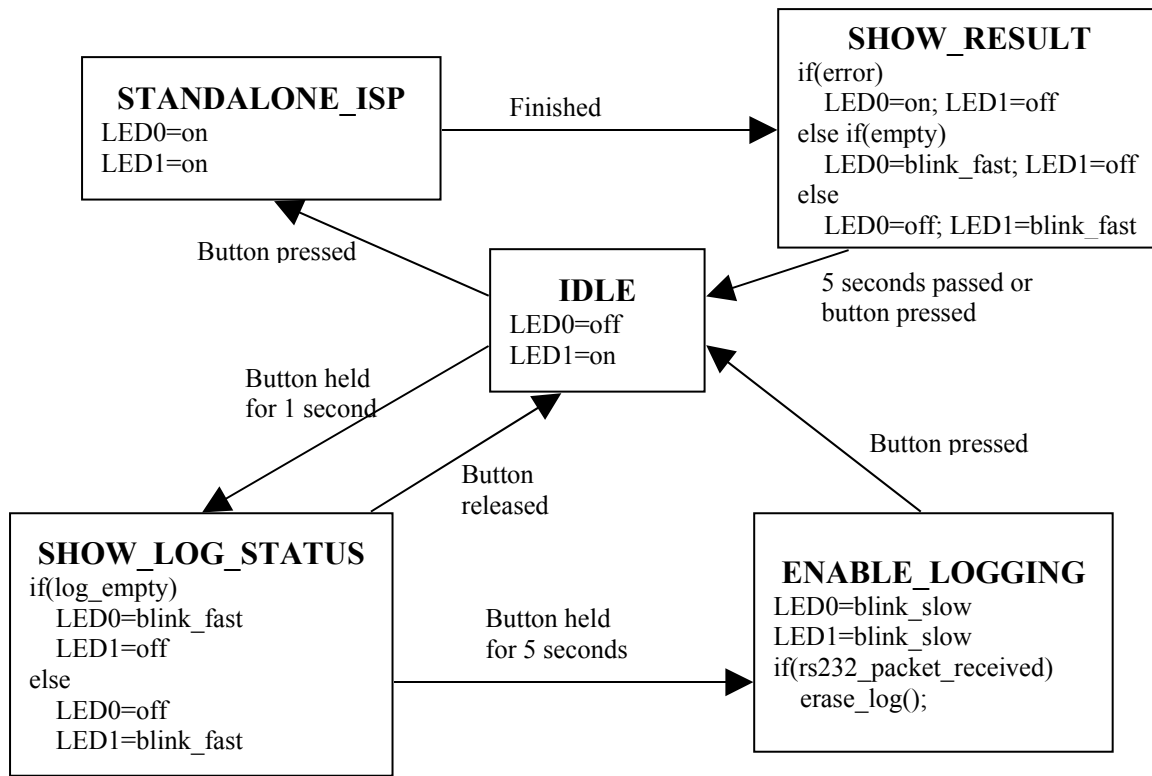 STANDALONE_ISP
LED0=on
LED1=on
Finished
SHOW_RESULT
if(error)
LED0=on; LED1=off
else if(empty)
LED0=blink_fast; LED1=off
else
LED0=off; LED1=blink_fast
Button pressed
IDLE
LED0=off
LED1=on
5 seconds passed or
button pressed
Button held
for 1 second
Button
released
Button pressed
SHOW_LOG_STATUS
if(log_empty)
LED0=blink_fast
LED1=off
else
LED0=off
LED1=blink_fast
Button held
for 5 seconds
ENABLE_LOGGING
LED0=blink_slow
LED1=blink_slow
if(rs232_packet_received)
erase_log();